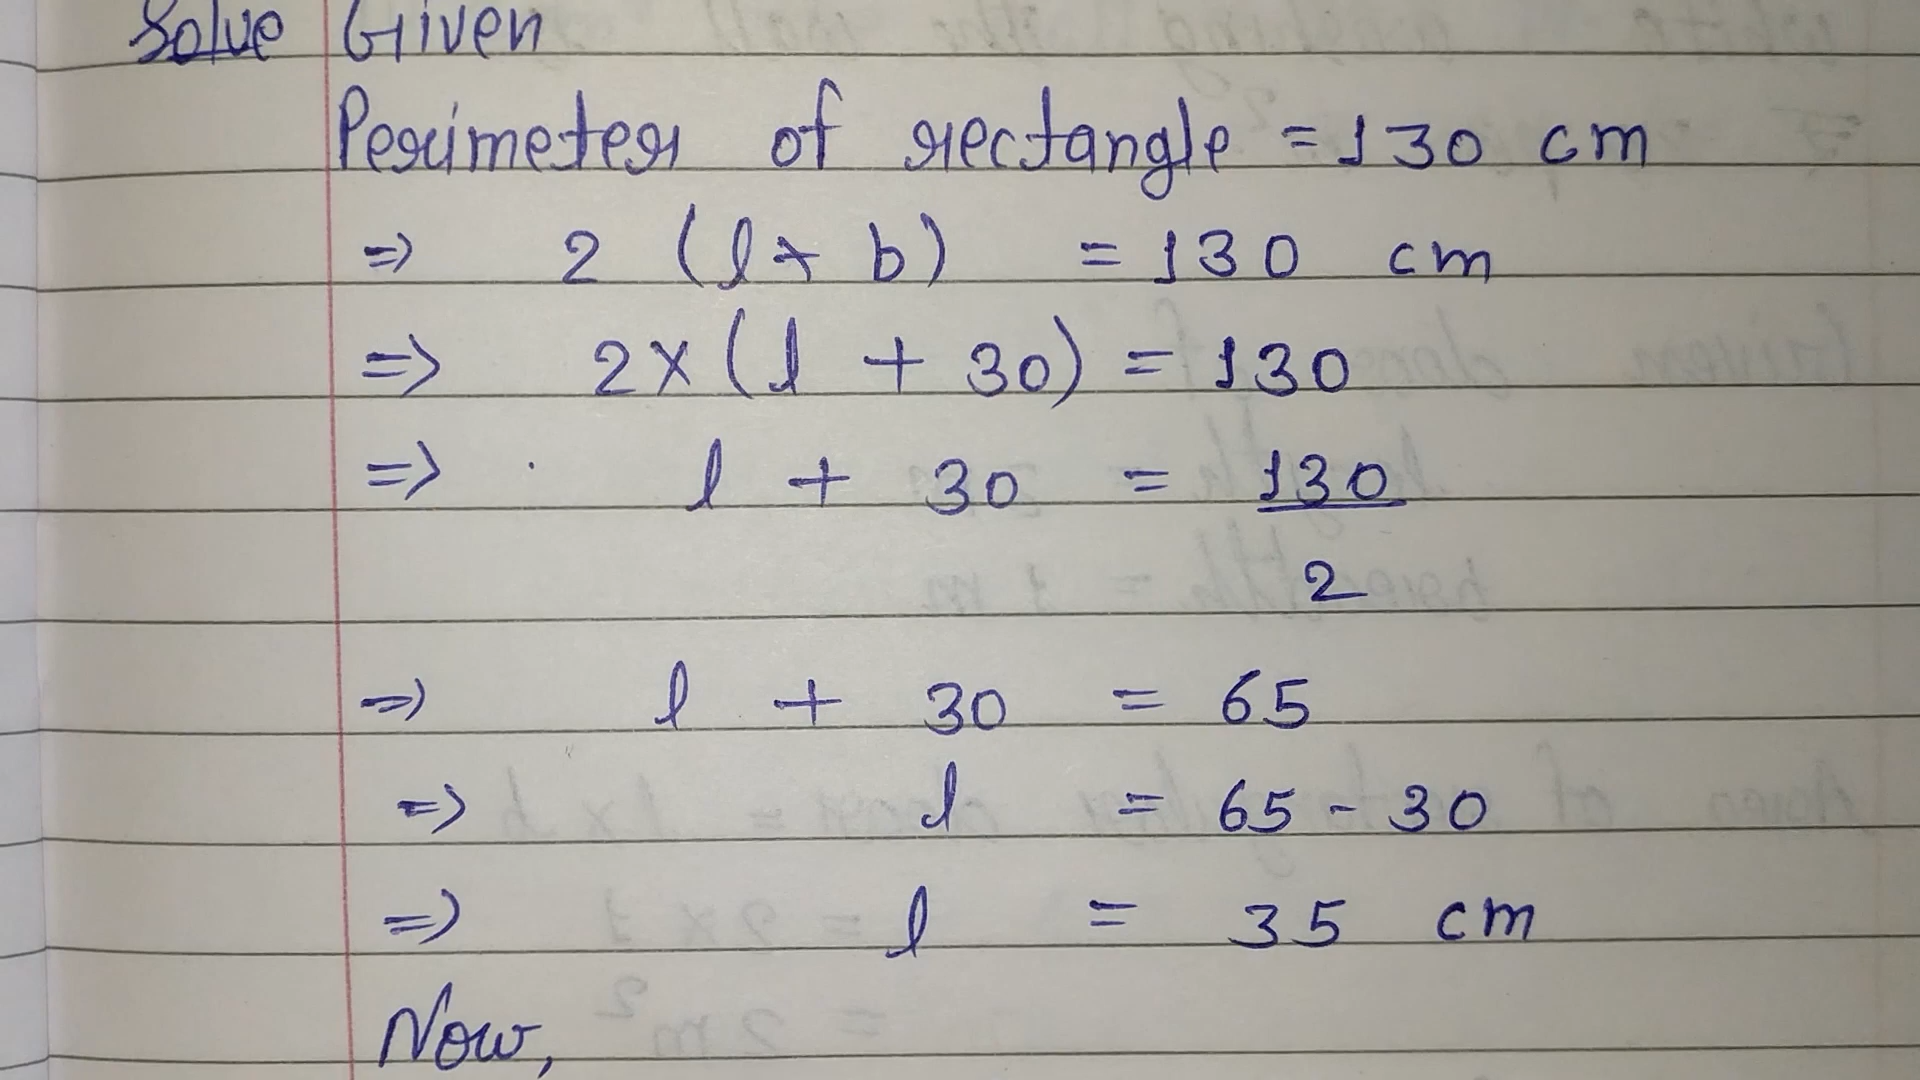 Solve Given
Perimeter of rectangle = 130 cm
⇒ 2 (l + b) = 130 cm
⇒ 2 × (l + 30) = 130
⇒ l + 30 = 130
2
⇒ l + 30 = 65
⇒ l = 65 - 30
⇒ l = 35 cm
Now,